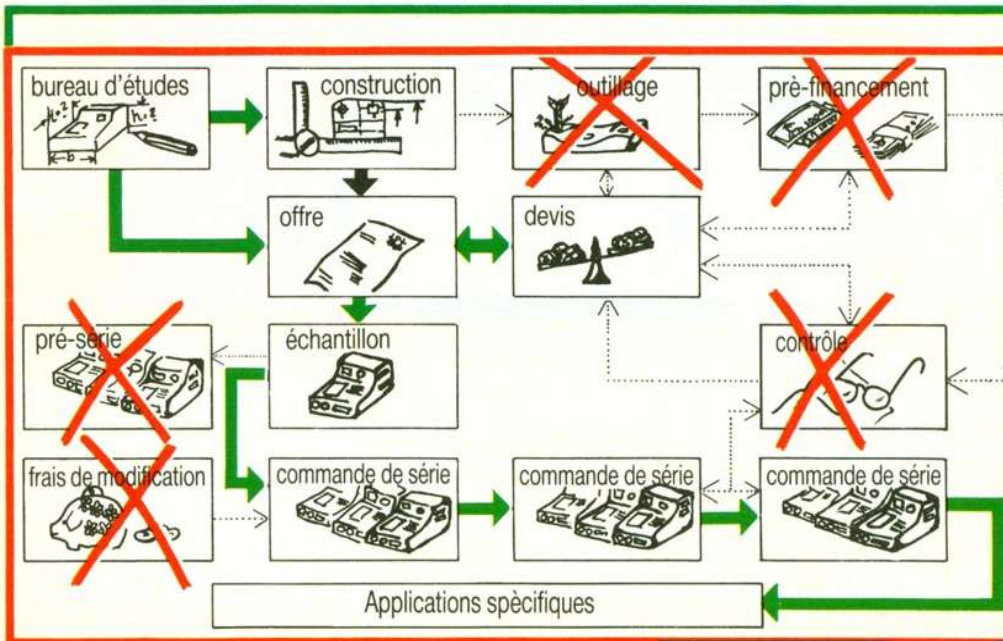 bureau d'études
construction
outillage
prè-financement
offre
devis
pré-série
échantillon
contrôle
frais de modification
commande de série
commande de série
commande de série
Applications spècifiques